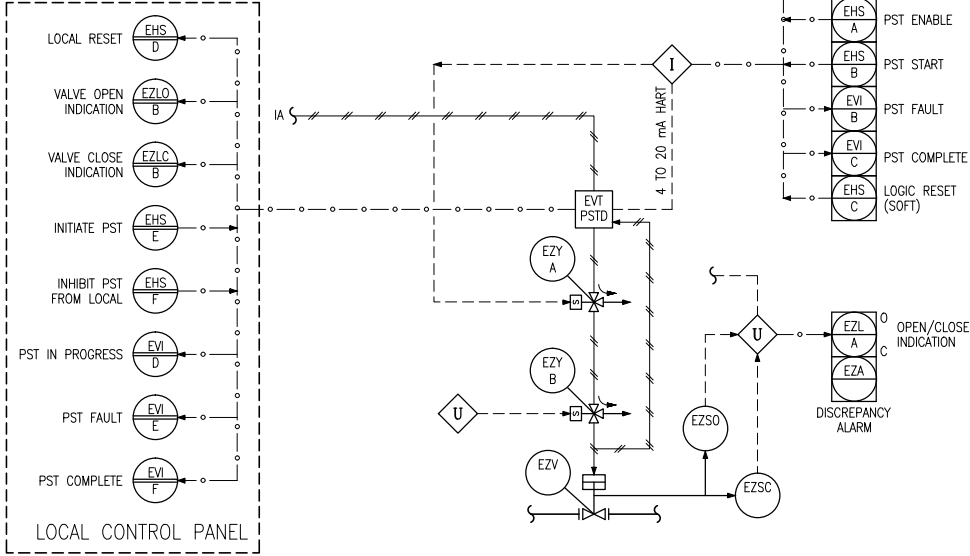 LOCAL RESET
EHS
D
VALVE OPEN
INDICATION
EZLO
B
VALVE CLOSE
INDICATION
EZLC
B
INITIATE PST
EHS
E
INHIBIT PST
FROM LOCAL
EHS
F
PST IN PROGRESS
EVI
D
PST FAULT
EVI
E
PST COMPLETE
EVI
F
LOCAL CONTROL PANEL
IA
I
4 TO 20 mA HART
EVT
PSTD
EZY
A
S
EZY
B
S
U
EZV
EZSO
EZSC
U
EHS
A
PST ENABLE
EHS
B
PST START
EVI
B
PST FAULT
EVI
C
PST COMPLETE
EHS
C
LOGIC RESET
(SOFT)
EZL
A
O
C
OPEN/CLOSE
INDICATION
EZA
DISCREPANCY
ALARM